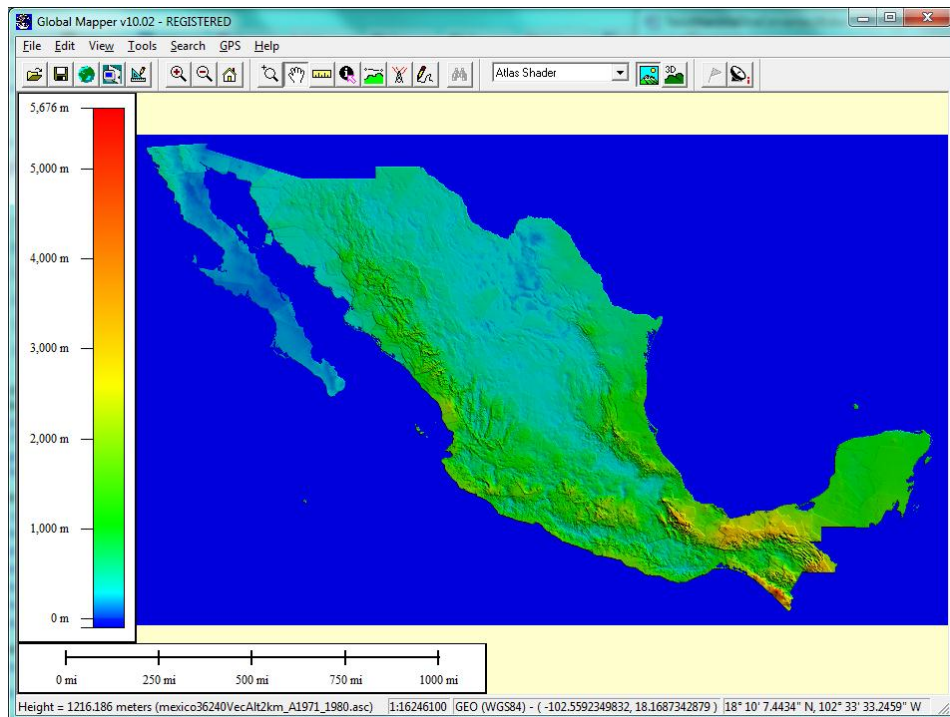 Global Mapper v10.02 - REGISTERED
File Edit View Tools Search GPS Help
Atlas Shader
3D
5,676 m
5,000 m
4,000 m
3,000 m
2,000 m
1,000 m
0 m
0 mi 250 mi 500 mi 750 mi 1000 mi
Height = 1216.186 meters (mexico36240VecAlt2km_A1971_1980.asc) 1:16246100 GEO (WGS84) - ( -102.5592349832, 18.1687342879 ) 18° 10' 7.4434" N, 102° 33' 33.2459" W